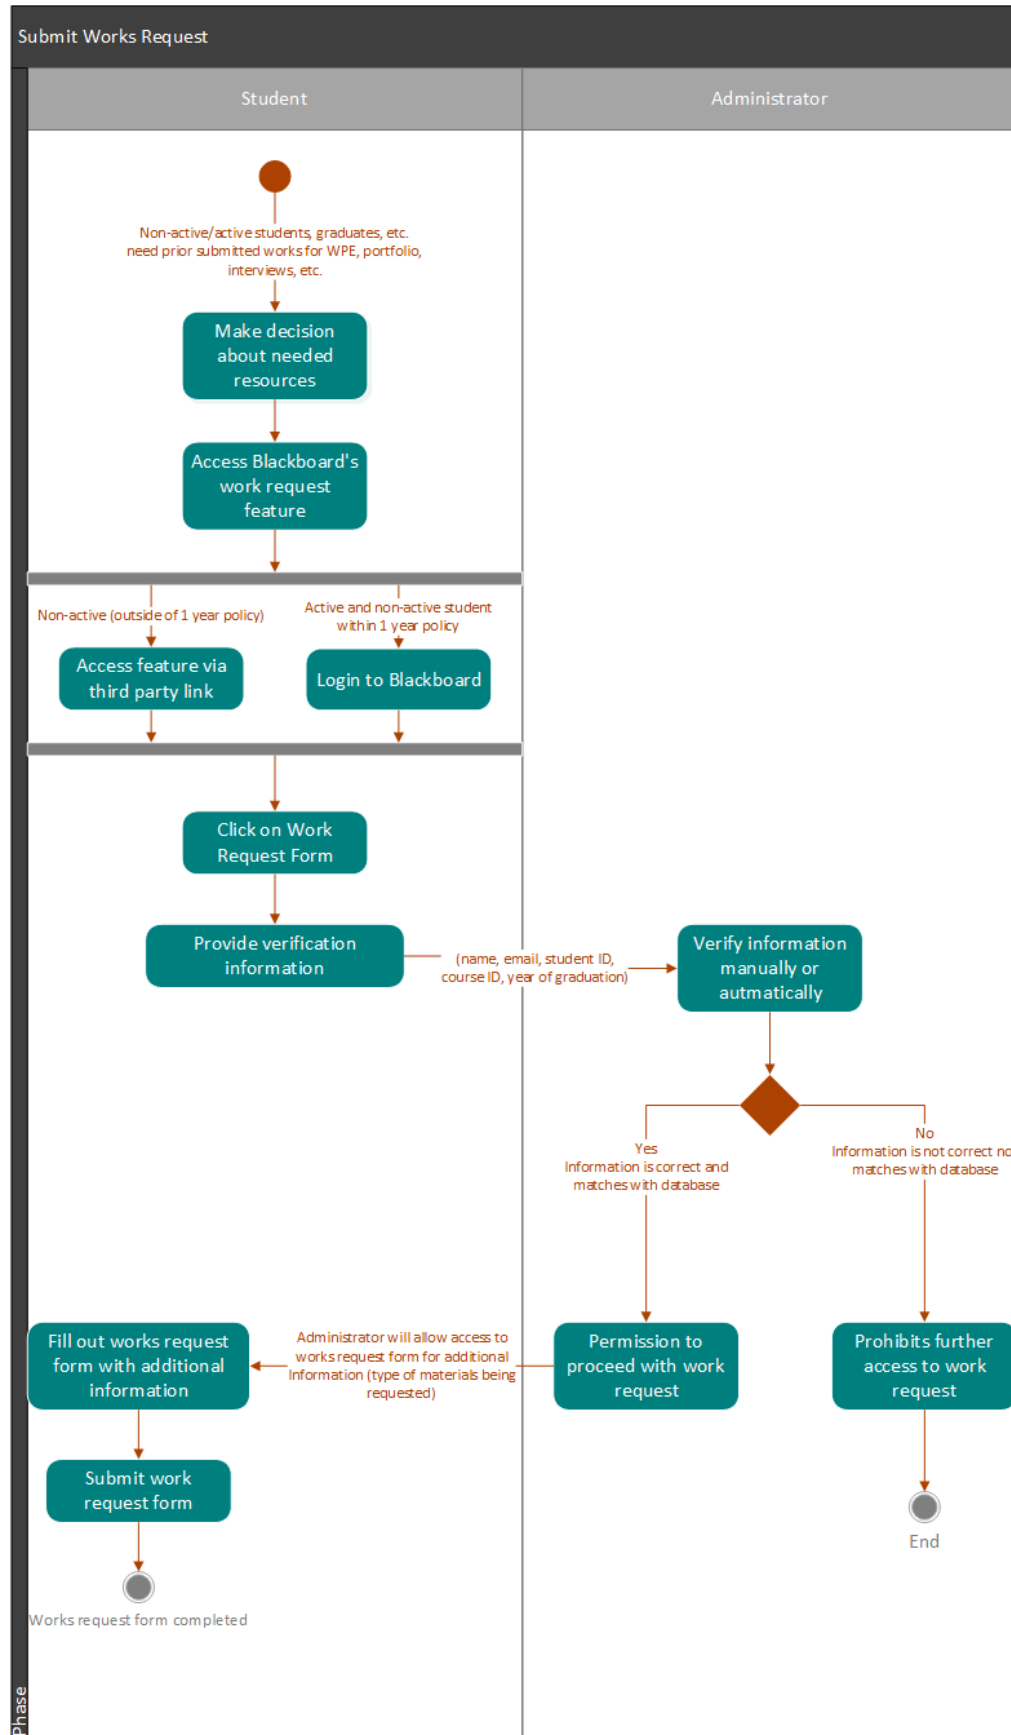 Submit Works Request
Student
Administrator
Non-active/active students, graduates, etc.
need prior submitted works for WPE, portfolio,
interviews, etc.
Make decision
about needed
resources
Access Blackboard's
work request
feature
Non-active (outside of 1 year policy)
Active and non-active student
within 1 year policy
Access feature via
third party link
Login to Blackboard
Click on Work
Request Form
Provide verification
information
(name, email, student ID,
course ID, year of graduation)
Verify information
manually or
autmatically
Yes
Information is correct and
matches with database
No
Information is not correct no
matches with database
Fill out works request
form with additional
information
Administrator will allow access to
works request form for additional
Information (type of materials being
requested)
Permission to
proceed with work
request
Prohibits further
access to work
request
Submit work
request form
End
Works request form completed
Phase